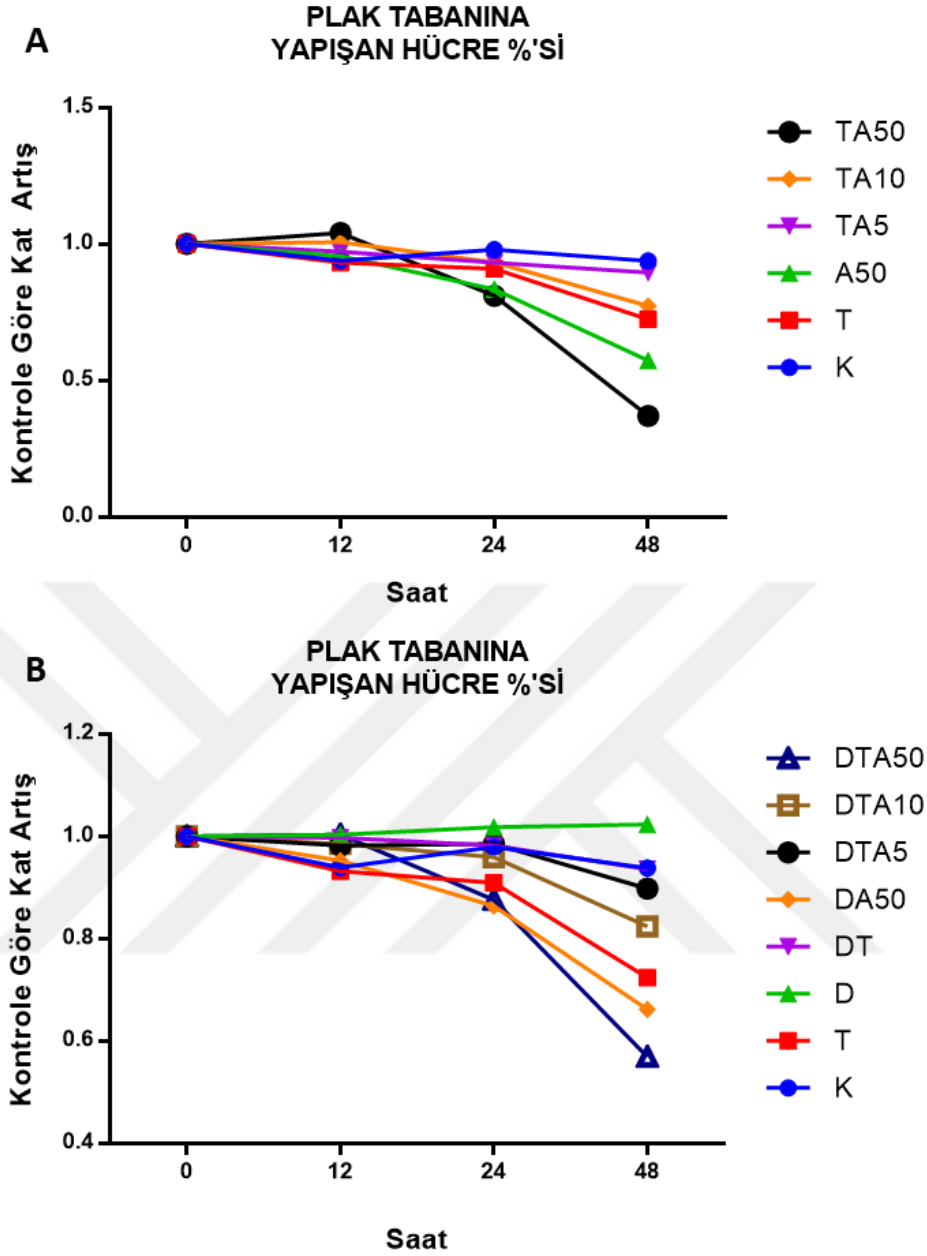 A
PLAK TABANINA
YAPIŞAN HÜCRE %'Sİ
Kontrole Göre Kat Artış
1.5
1.0
0.5
0.0
0 12 24 48
Saat
TA50
TA10
TA5
A50
T
K
B
PLAK TABANINA
YAPIŞAN HÜCRE %'Sİ
Kontrole Göre Kat Artış
1.2
1.0
0.8
0.6
0.4
0 12 24 48
Saat
DTA50
DTA10
DTA5
DA50
DT
D
T
K